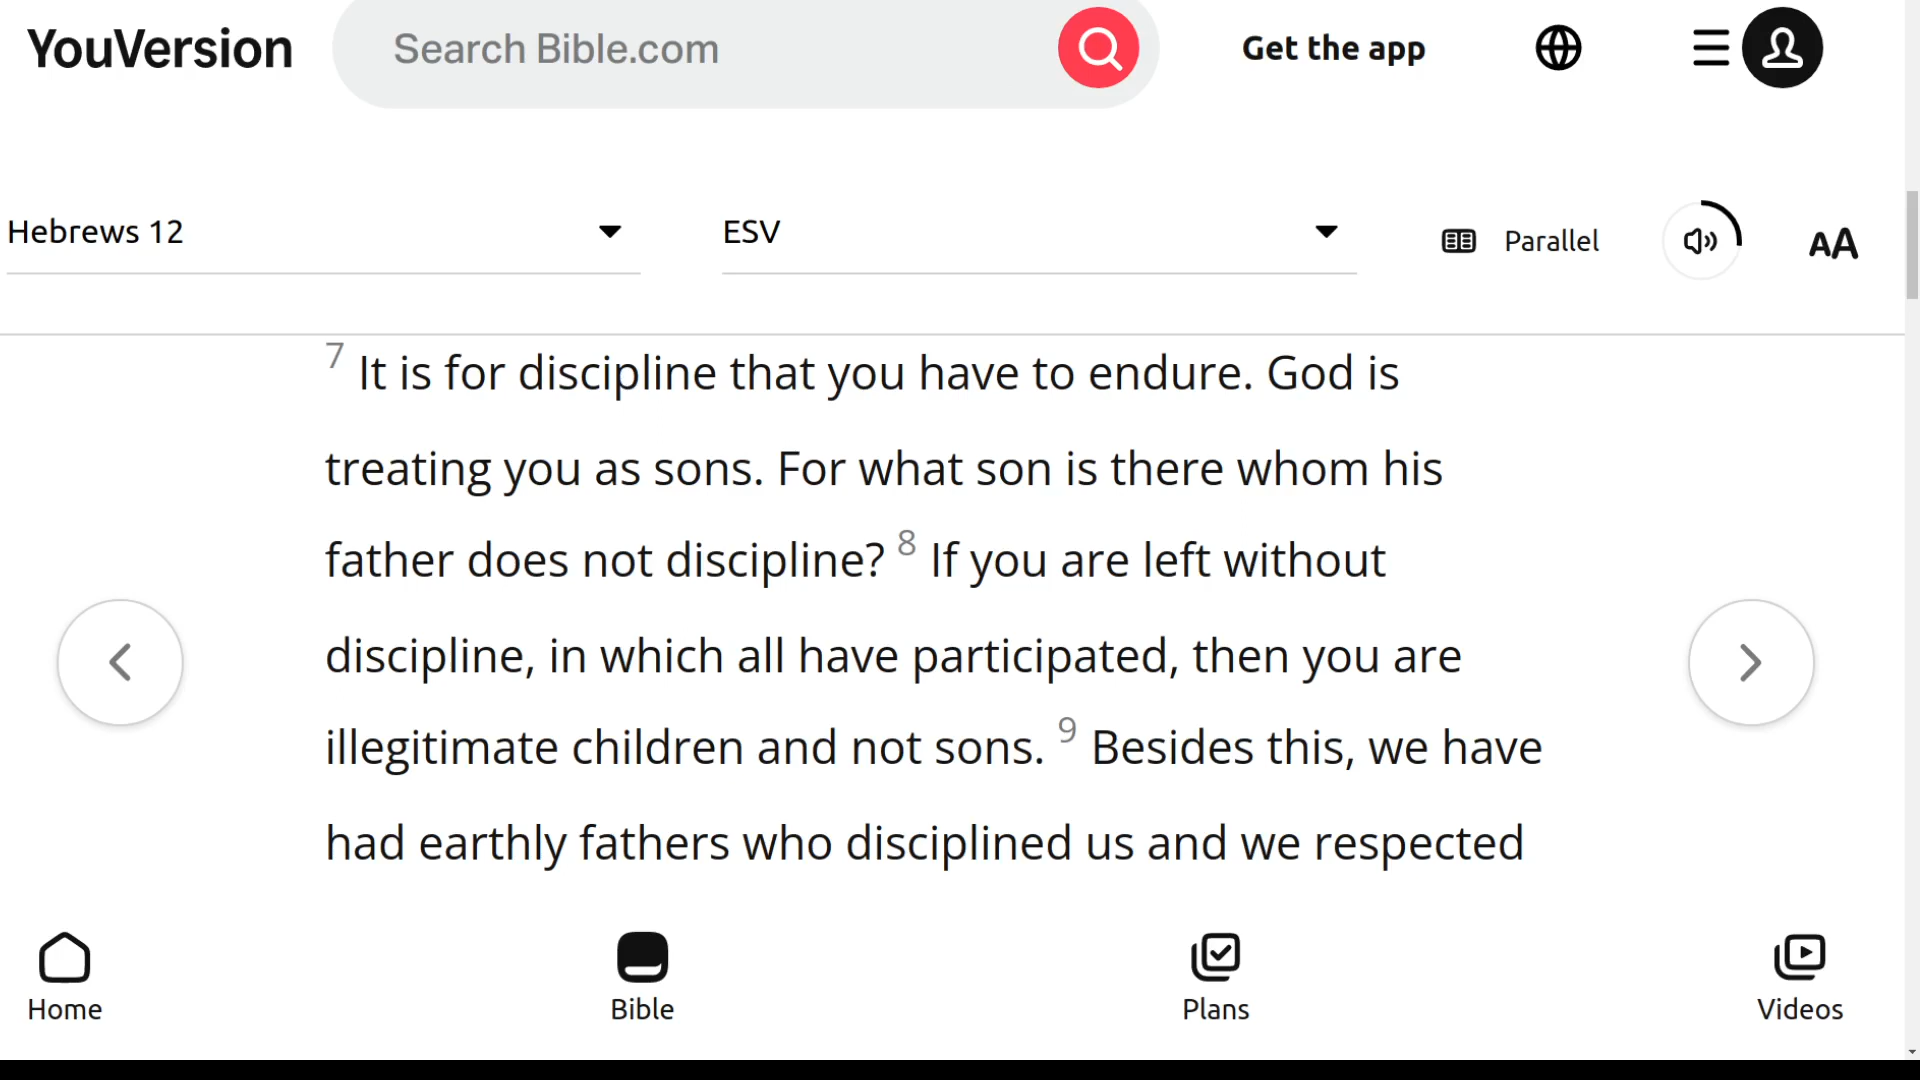 YouVersion
Search Bible.com
Get the app
Hebrews 12
ESV
Parallel
AA
7 It is for discipline that you have to endure. God is
treating you as sons. For what son is there whom his
father does not discipline? 8 If you are left without
discipline, in which all have participated, then you are
illegitimate children and not sons. 9 Besides this, we have
had earthly fathers who disciplined us and we respected
Home
Bible
Plans
Videos